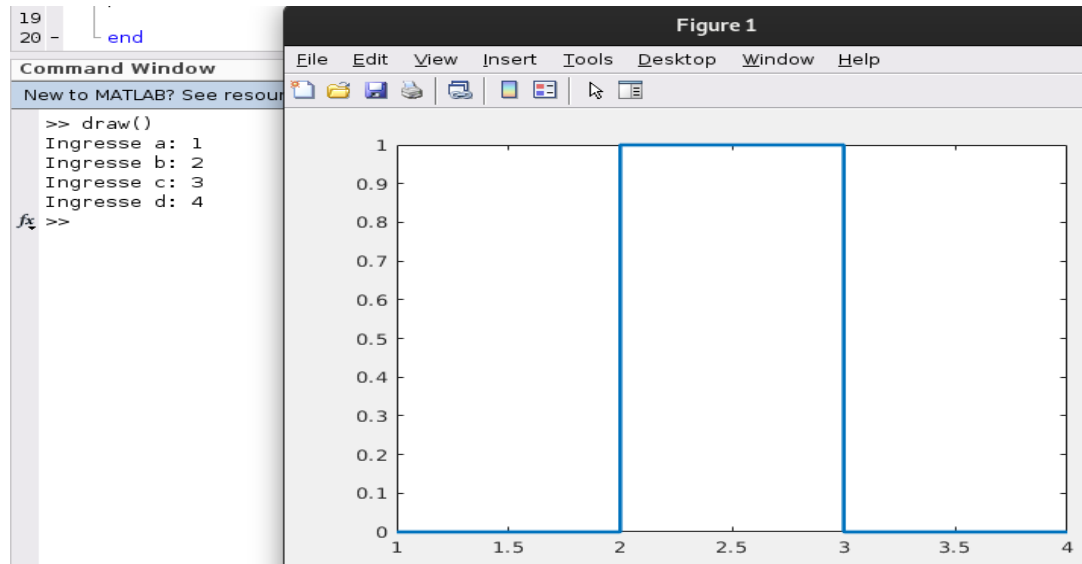 19
20 - end
Command Window
New to MATLAB? See resour
>> draw()
Ingresse a: 1
Ingresse b: 2
Ingresse c: 3
Ingresse d: 4
fx >>
Figure 1
File Edit View Insert Tools Desktop Window Help
1
0.9
0.8
0.7
0.6
0.5
0.4
0.3
0.2
0.1
0
1 1.5 2 2.5 3 3.5 4